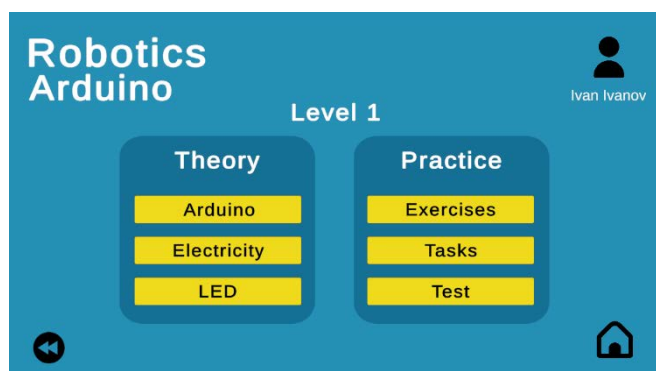 Robotics
Arduino
Ivan Ivanov
Level 1
Theory
Arduino
Electricity
LED
Practice
Exercises
Tasks
Test